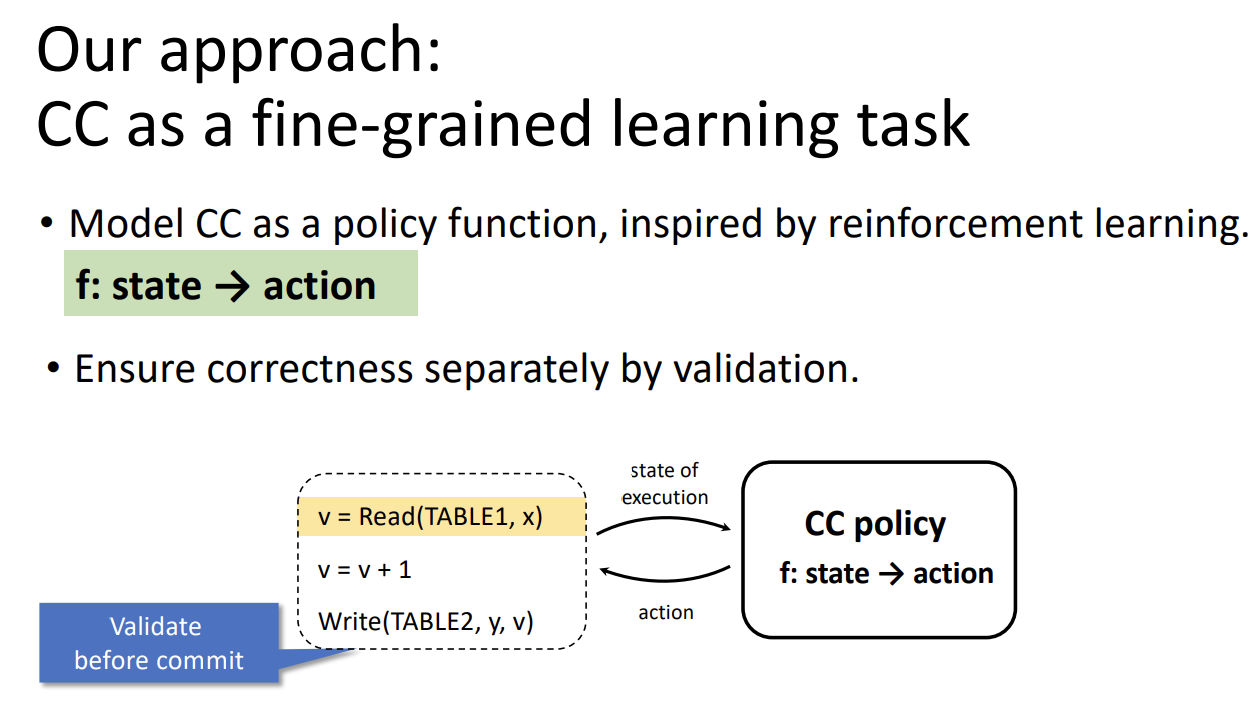 Our approach:
CC as a fine-grained learning task
• Model CC as a policy function, inspired by reinforcement learning.
f: state → action
• Ensure correctness separately by validation.
v = Read(TABLE1, x)
v = v + 1
Write(TABLE2, y, v)
Validate
before commit
state of
execution
action
CC policy
f: state → action